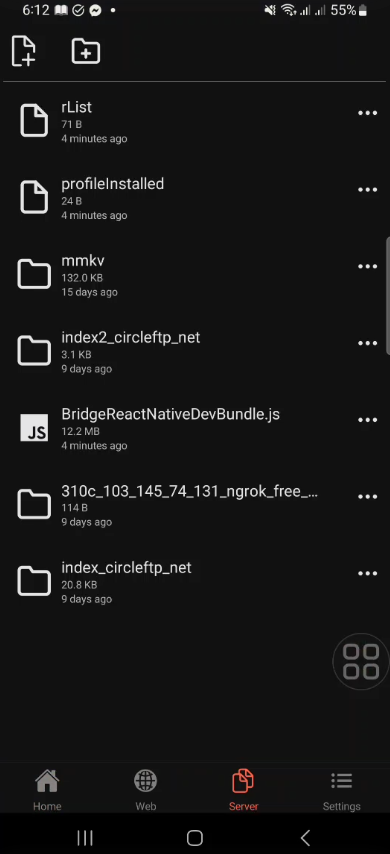 6:12
55%
rList
71 B
4 minutes ago
profileInstalled
24 B
4 minutes ago
mmkv
132.0 KB
15 days ago
index2_circleftp_net
3.1 KB
9 days ago
JS
BridgeReactNativeDevBundle.js
12.2 MB
4 minutes ago
310c_103_145_74_131_ngrok_free_...
114 B
9 days ago
index_circleftp_net
20.8 KB
9 days ago
Home
Web
Server
Settings